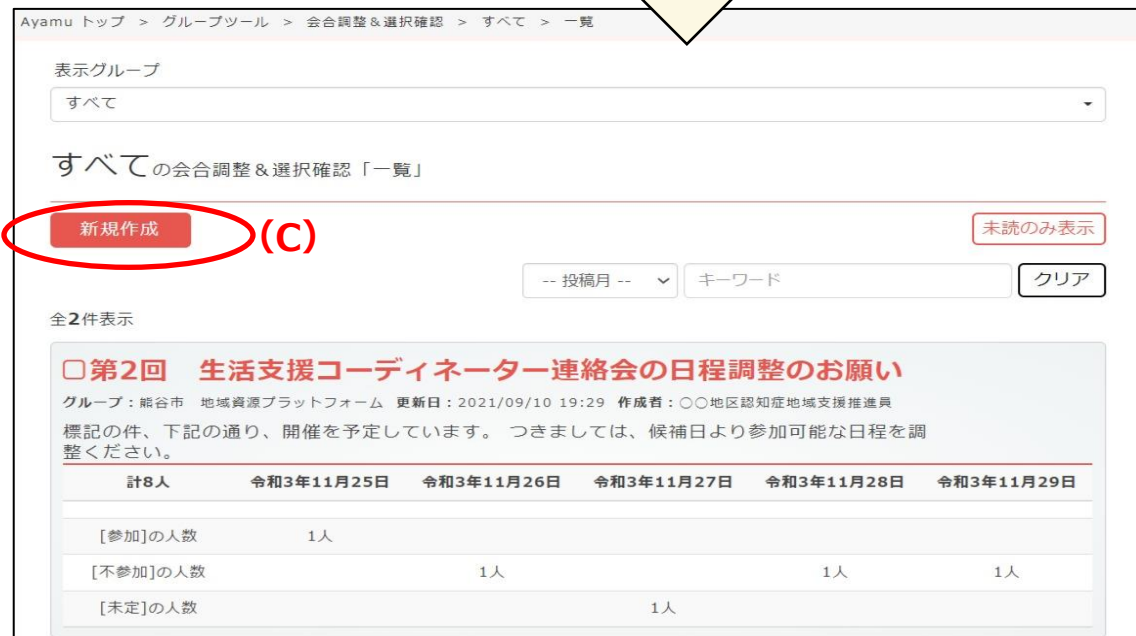 Ayamu トップ > グループツール > 会合調整＆選択確認 > すべて > 一覧
表示グループ
すべて
すべての会合調整＆選択確認「一覧」
新規作成 (C) 未読のみ表示
-- 投稿月 -- キーワード クリア
全2件表示
□第2回 生活支援コーディネーター連絡会の日程調整のお願い
グループ：熊谷市 地域資源プラットフォーム 更新日：2021/09/10 19:29 作成者：○○地区認知症地域支援推進員
標記の件、下記の通り、開催を予定しています。 つきましては、候補日より参加可能な日程を調
整ください。
計8人 令和3年11月25日 令和3年11月26日 令和3年11月27日 令和3年11月28日 令和3年11月29日
[参加]の人数 1人
[不参加]の人数 1人 1人 1人
[未定]の人数 1人